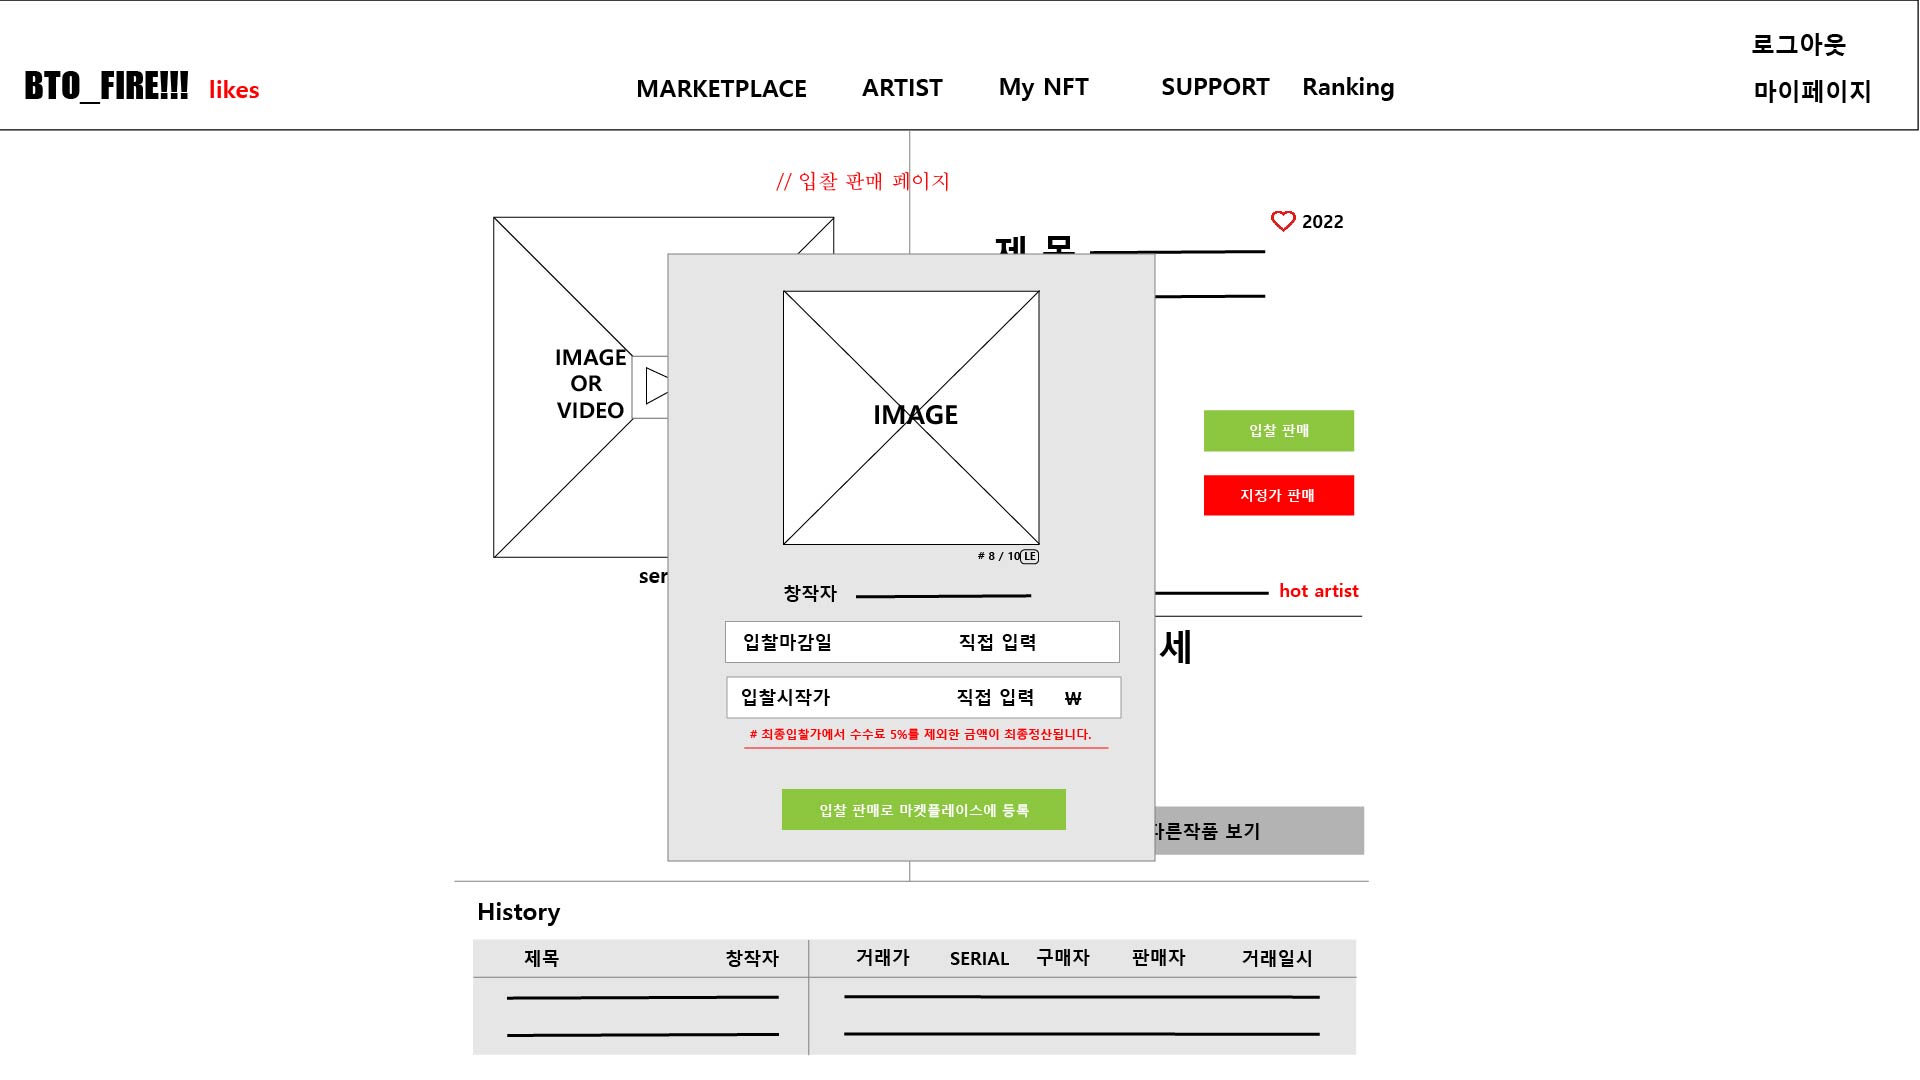 로그아웃
BTO_FIRE!!! likes MARKETPLACE ARTIST My NFT SUPPORT Ranking 마이페이지
// 입찰 판매 페이지
2022
제 목
IMAGE
OR
VIDEO
IMAGE
입찰 판매
지정가 판매
# 8 / 10 LE
ser
창작자
hot artist
입찰마감일 직접 입력
세
입찰시작가 직접 입력 ₩
# 최종입찰가에서 수수료 5%를 제외한 금액이 최종정산됩니다.
입찰 판매로 마켓플레이스에 등록
다른작품 보기
History
제목 창작자 거래가 SERIAL 구매자 판매자 거래일시